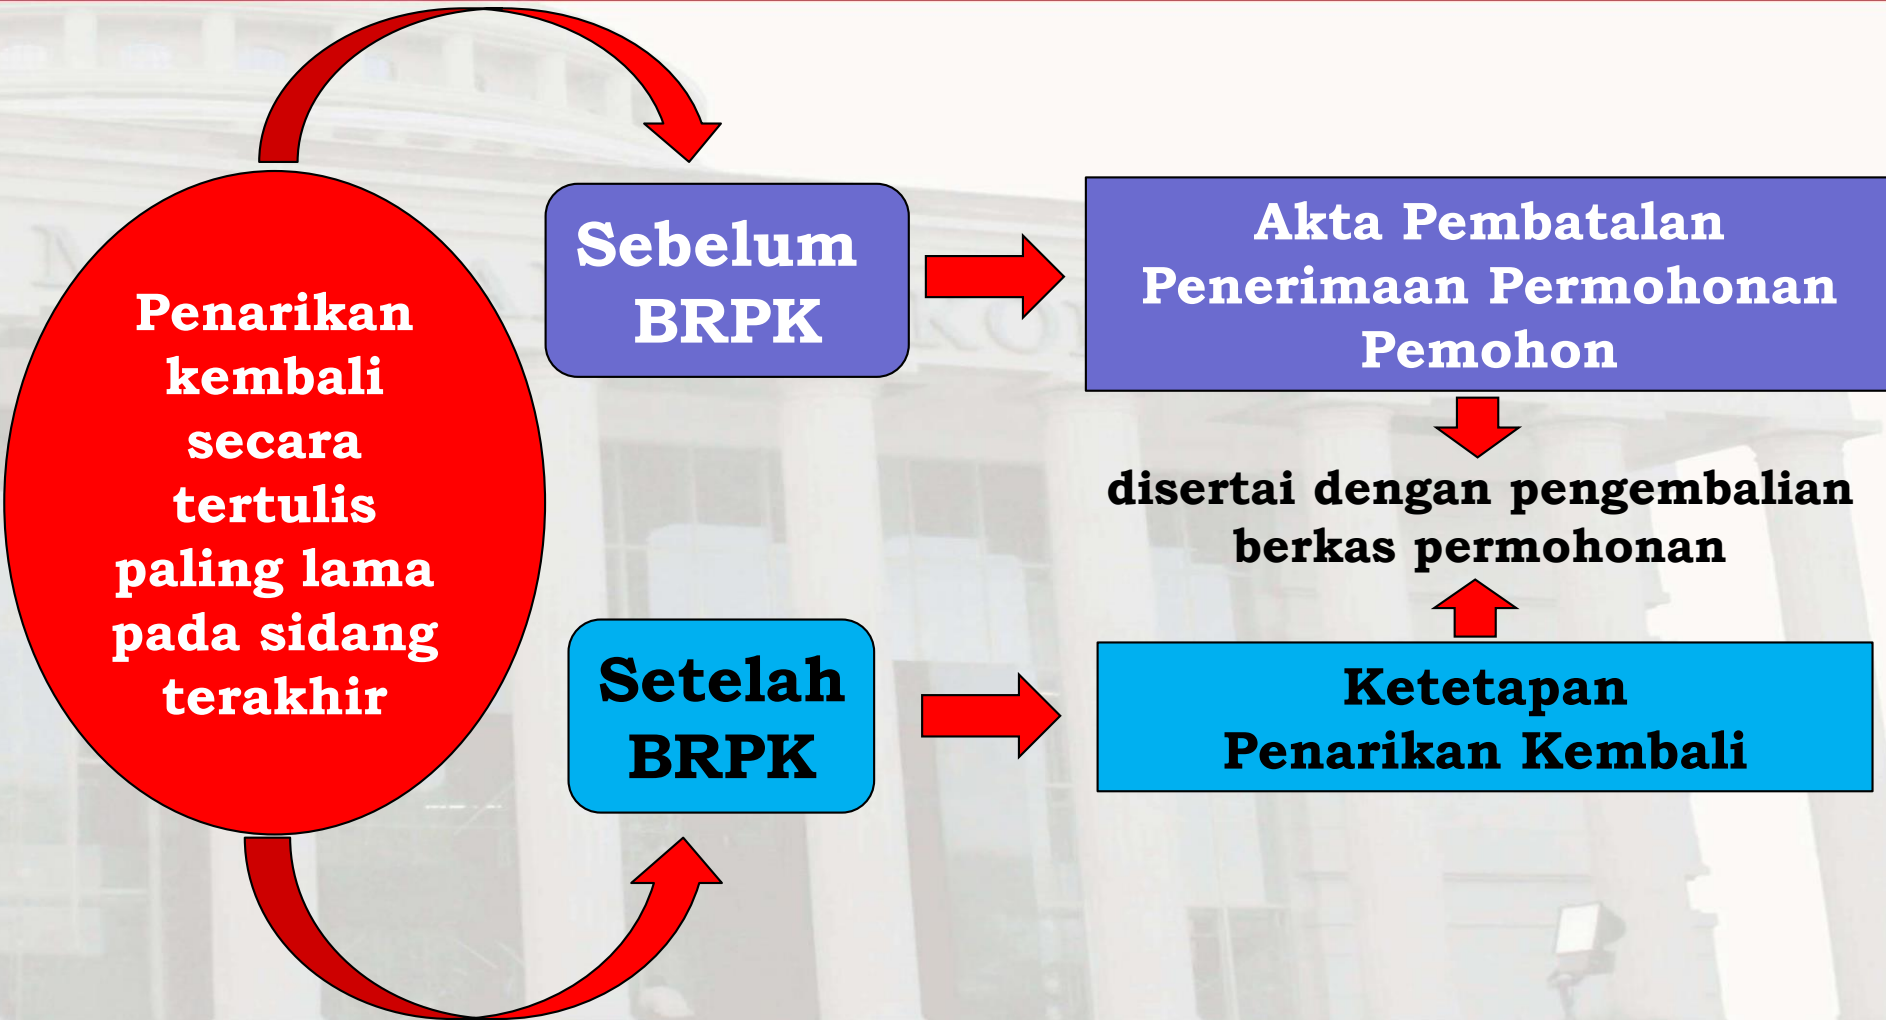 Penarikan
kembali
secara
tertulis
paling lama
pada sidang
terakhir
Sebelum
BRPK
Akta Pembatalan
Penerimaan Permohonan
Pemohon
disertai dengan pengembalian
berkas permohonan
Setelah
BRPK
Ketetapan
Penarikan Kembali